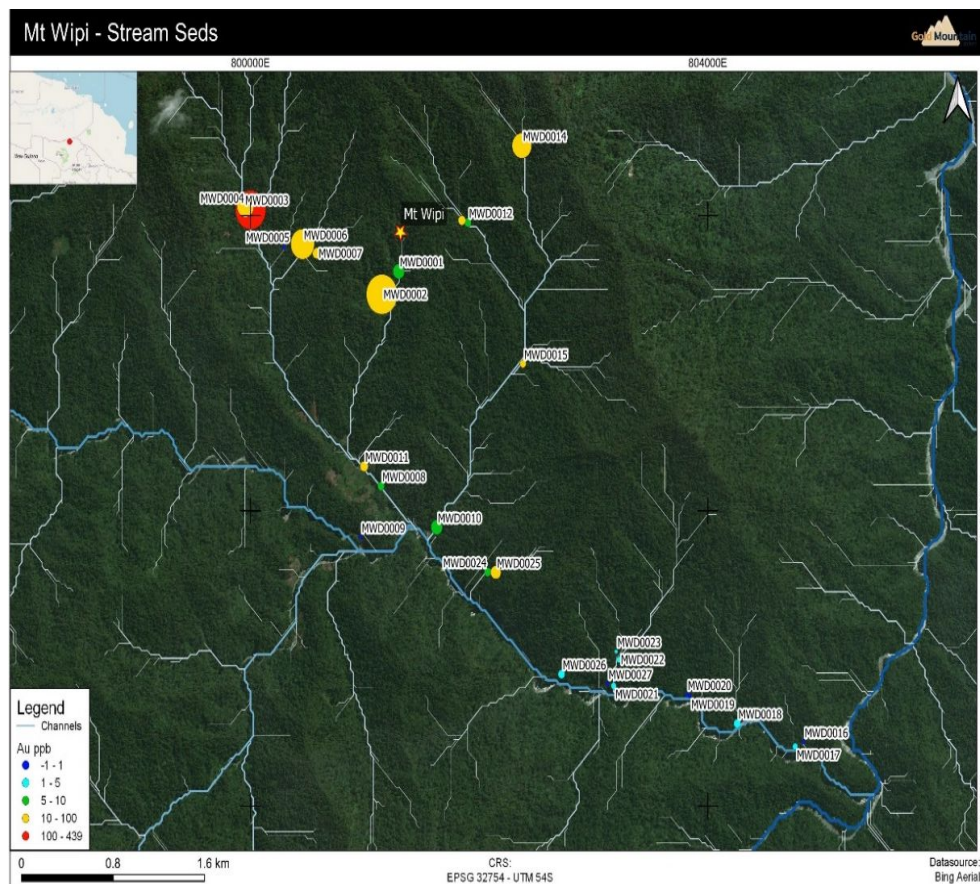 Mt Wipi - Stream Seds
Gold Mountain
800000E
804000E
MWD0014
MWD0004
MWD0003
MWD0012
Mt Wipi
MWD0005
MWD0006
MWD0007
MWD0001
MWD0002
MWD0015
MWD0011
MWD0008
MWD0010
MWD0009
MWD0024
MWD0025
MWD0023
MWD0022
MWD0026
MWD0027
MWD0021
MWD0020
MWD0019
MWD0018
MWD0016
MWD0017
Legend
Channels
Au ppb
-1 - 1
1 - 5
5 - 10
10 - 100
100 - 439
0 0.8 1.6 km
CRS:
EPSG 32754 - UTM 54S
Datasource:
Bing Aerial